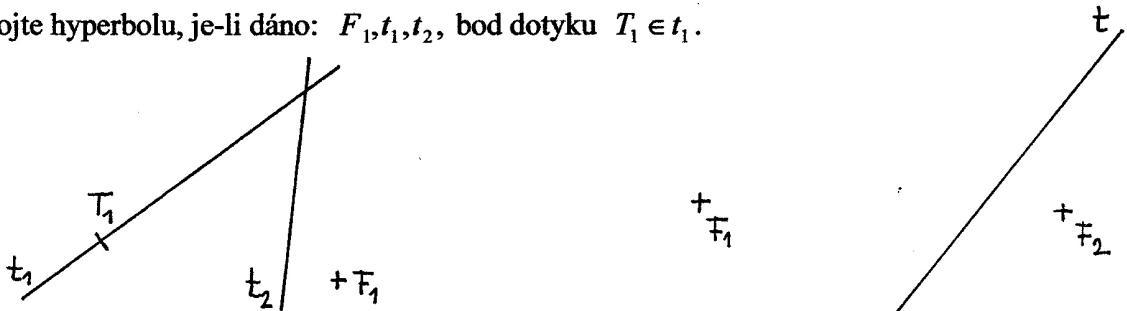 ojte hyperbolu, je-li dáno: F₁,t₁,t₂, bod dotyku T₁ ∈ t₁.
t
T₁
F₁
F₂
t₁
t₂
F₁